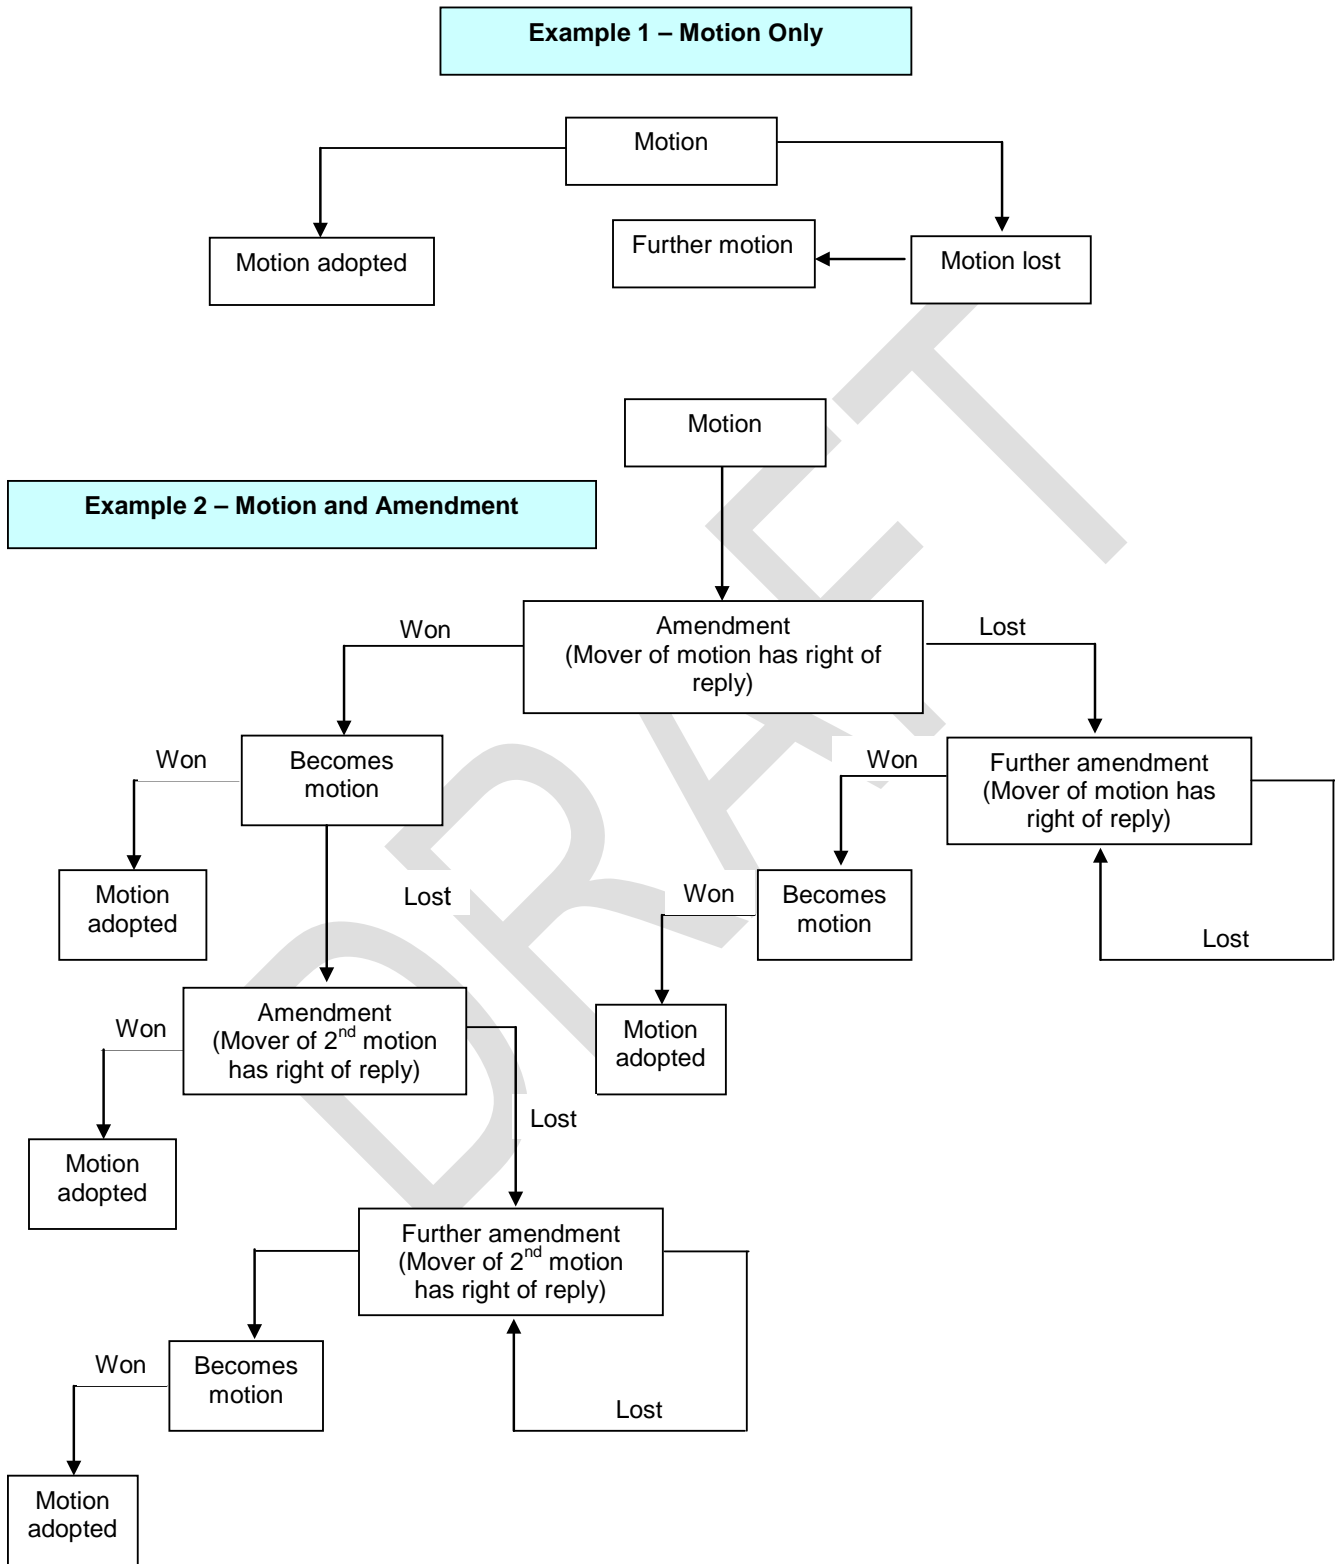 Example 1 – Motion Only
Motion
Motion adopted
Further motion
Motion lost
Motion
Example 2 – Motion and Amendment
Won
Amendment
(Mover of motion has right of
reply)
Lost
Won
Becomes
motion
Won
Further amendment
(Mover of motion has
right of reply)
Motion
adopted
Lost
Won
Becomes
motion
Lost
Won
Amendment
(Mover of 2nd motion
has right of reply)
Motion
adopted
Lost
Motion
adopted
Further amendment
(Mover of 2nd motion
has right of reply)
Won
Becomes
motion
Lost
Motion
adopted
DRAFT